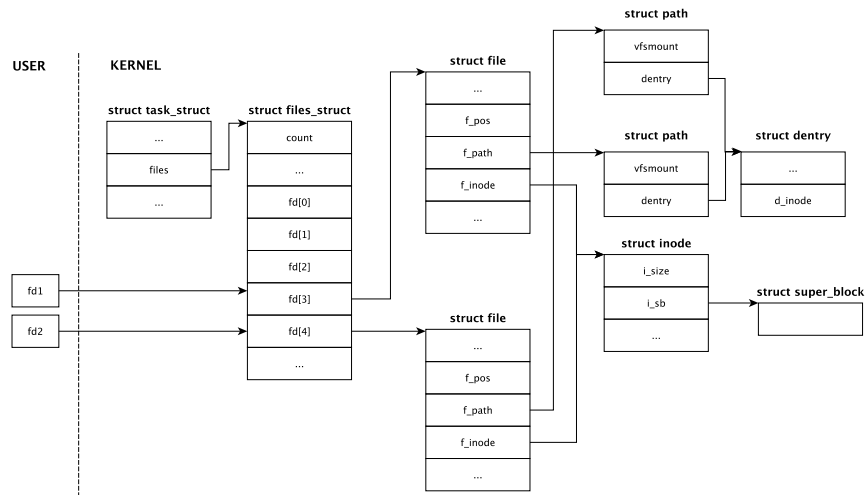 USER
KERNEL
struct task_struct
...
files
...
struct files_struct
count
...
fd[0]
fd[1]
fd[2]
fd[3]
fd[4]
...
fd1
fd2
struct file
...
f_pos
f_path
f_inode
...
struct file
...
f_pos
f_path
f_inode
...
struct path
vfsmount
dentry
struct path
vfsmount
dentry
struct dentry
...
d_inode
struct inode
i_size
i_sb
...
struct super_block